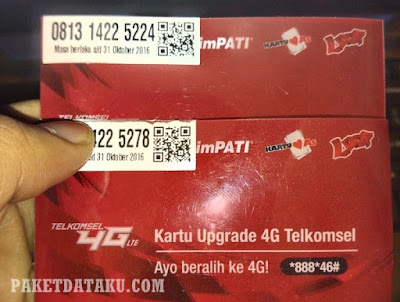 0813 1422 5224
Masa berlaku s/d 31 Oktober 2016
simPATI
KARTU As
Loop
TELKOMSEL
1422 5278
s/d 31 Oktober 2016
simPATI
KARTU As
Loop
TELKOMSEL
4G LTE
Kartu Upgrade 4G Telkomsel
Ayo beralih ke 4G! *888*46#
PAKETDATAKU.COM